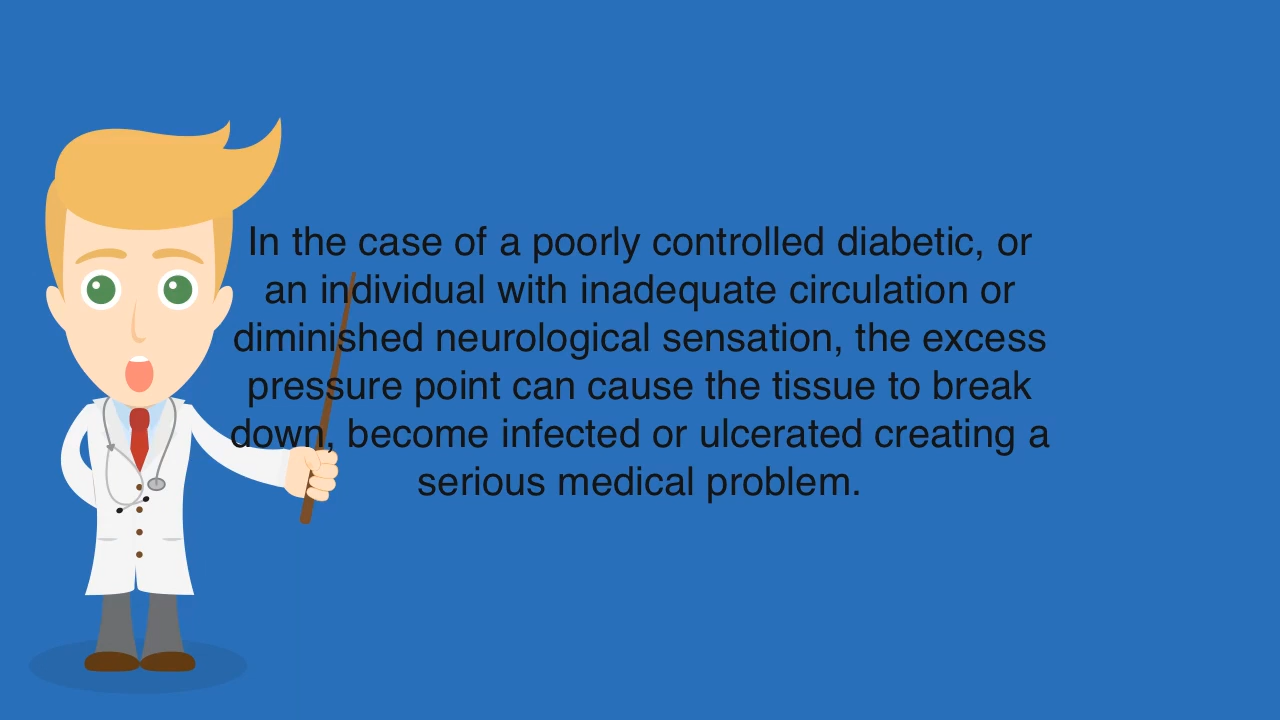 In the case of a poorly controlled diabetic, or
an individual with inadequate circulation or
diminished neurological sensation, the excess
pressure point can cause the tissue to break
down, become infected or ulcerated creating a
serious medical problem.